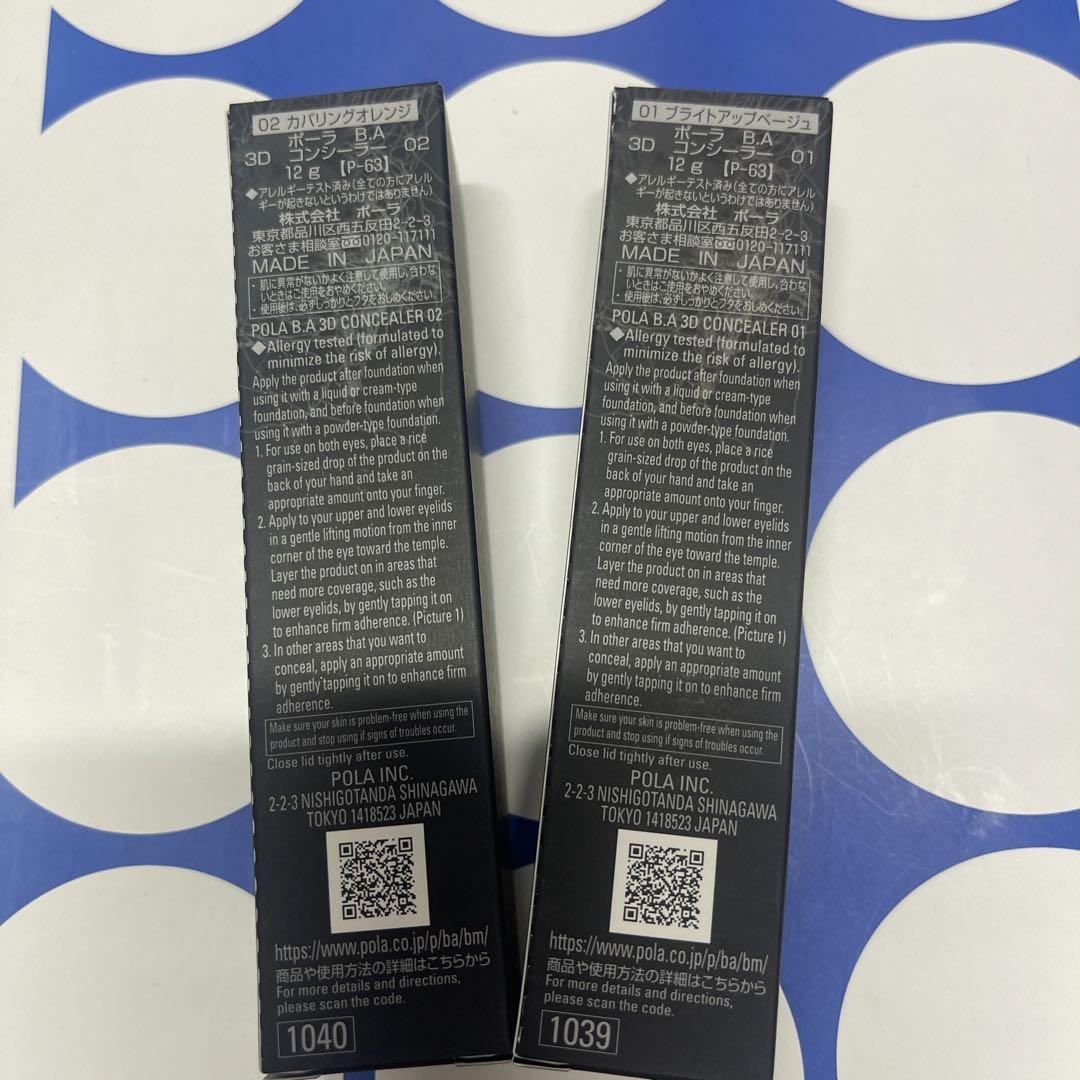 02 カバリングオレンジ
ポーラ B.A
3D コンシーラー 02
12g 【P-63】
◆アレルギーテスト済み(全ての方にアレル
ギーが起きないというわけではありません)
株式会社 ポーラ
東京都品川区西五反田2-2-3
お客さま相談室 0120-117111
MADE IN JAPAN
・肌に異常がないかよく注意して使用し、合わな
いときはご使用をおやめください。
・使用後は、必ずしっかりとフタをおしめください。
POLA B.A 3D CONCEALER 02
◆Allergy tested (formulated to
minimize the risk of allergy).
Apply the product after foundation when
using it with a liquid or cream-type
foundation, and before foundation when
using it with a powder-type foundation.
1. For use on both eyes, place a rice
grain-sized drop of the product on the
back of your hand and take an
appropriate amount onto your finger.
2. Apply to your upper and lower eyelids
in a gentle lifting motion from the inner
corner of the eye toward the temple.
Layer the product on in areas that
need more coverage, such as the
lower eyelids, by gently tapping it on
to enhance firm adherence. (Picture 1)
3. In other areas that you want to
conceal, apply an appropriate amount
by gently tapping it on to enhance firm
adherence.
Make sure your skin is problem-free when using the
product and stop using if signs of troubles occur.
Close lid tightly after use.
POLA INC.
2-2-3 NISHIGOTANDA SHINAGAWA
TOKYO 1418523 JAPAN
https://www.pola.co.jp/p/ba/bm/
商品や使用方法の詳細はこちらから
For more details and directions,
please scan the code.
1040
01 ブライトアップベージュ
ポーラ B.A
3D コンシーラー 01
12g 【P-63】
◆アレルギーテスト済み(全ての方にアレル
ギーが起きないというわけではありません)
株式会社 ポーラ
東京都品川区西五反田2-2-3
お客さま相談室 0120-117111
MADE IN JAPAN
・肌に異常がないかよく注意して使用し、合わな
いときはご使用をおやめください。
・使用後は、必ずしっかりとフタをおしめください。
POLA B.A 3D CONCEALER 01
◆Allergy tested (formulated to
minimize the risk of allergy).
Apply the product after foundation when
using it with a liquid or cream-type
foundation, and before foundation when
using it with a powder-type foundation.
1. For use on both eyes, place a rice
grain-sized drop of the product on the
back of your hand and take an
appropriate amount onto your finger.
2. Apply to your upper and lower eyelids
in a gentle lifting motion from the inner
corner of the eye toward the temple.
Layer the product on in areas that
need more coverage, such as the
lower eyelids, by gently tapping it on
to enhance firm adherence. (Picture 1)
3. In other areas that you want to
conceal, apply an appropriate amount
by gently tapping it on to enhance firm
adherence.
Make sure your skin is problem-free when using the
product and stop using if signs of troubles occur.
Close lid tightly after use.
POLA INC.
2-2-3 NISHIGOTANDA SHINAGAWA
TOKYO 1418523 JAPAN
https://www.pola.co.jp/p/ba/bm/
商品や使用方法の詳細はこちらから
For more details and directions,
please scan the code.
1039